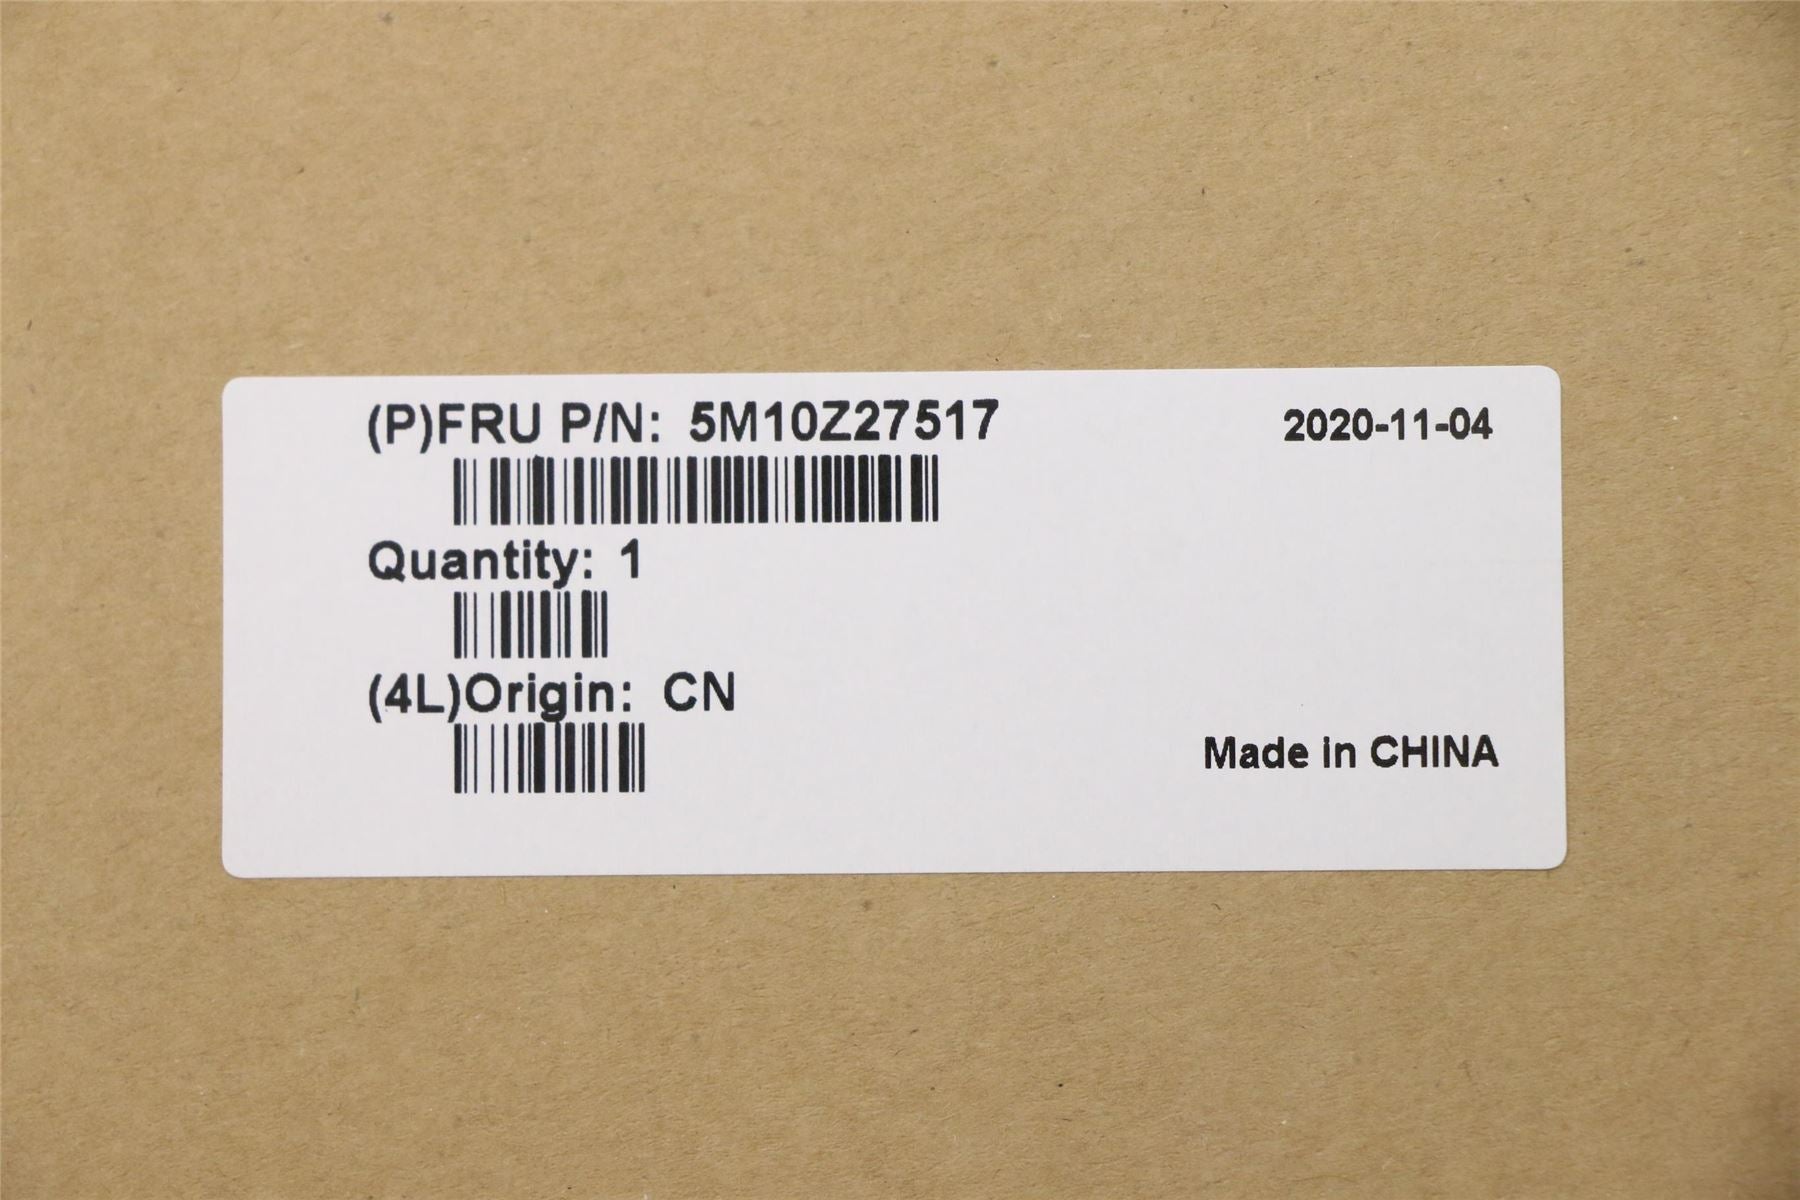 (P)FRU P/N: 5M10Z27517
2020-11-04
Quantity: 1
(4L)Origin: CN
Made in CHINA